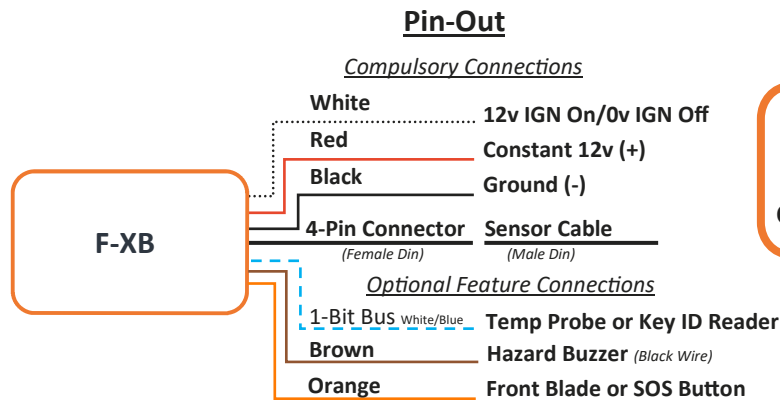 Pin-Out
Compulsory Connections
White
12v IGN On/0v IGN Off
Red
Constant 12v (+)
Black
Ground (-)
F-XB
4-Pin Connector
Sensor Cable
(Female Din)
(Male Din)
Optional Feature Connections
1-Bit Bus White/Blue
Temp Probe or Key ID Reader
Brown
Hazard Buzzer (Black Wire)
Orange
Front Blade or SOS Button